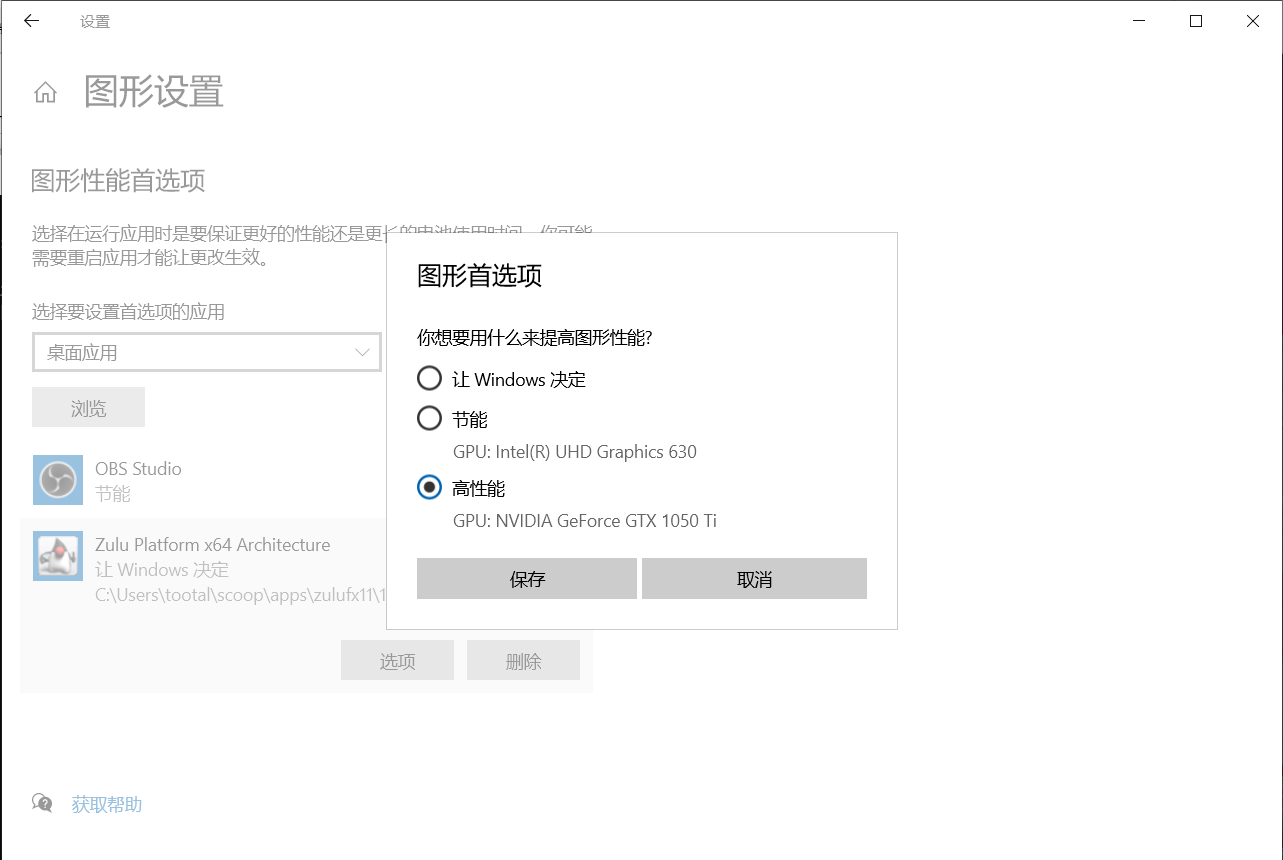 设置
图形设置
图形性能首选项
选择在运行应用时是要保证更好的性能还是更长的电池使用时间。你可能
需要重启应用才能让更改生效。
选择要设置首选项的应用
桌面应用
浏览
OBS Studio
节能
Zulu Platform x64 Architecture
让 Windows 决定
C:\Users\tootal\scoop\apps\zulufx11\1
选项
删除
获取帮助
图形首选项
你想要用什么来提高图形性能?
让 Windows 决定
节能
GPU: Intel(R) UHD Graphics 630
高性能
GPU: NVIDIA GeForce GTX 1050 Ti
保存
取消